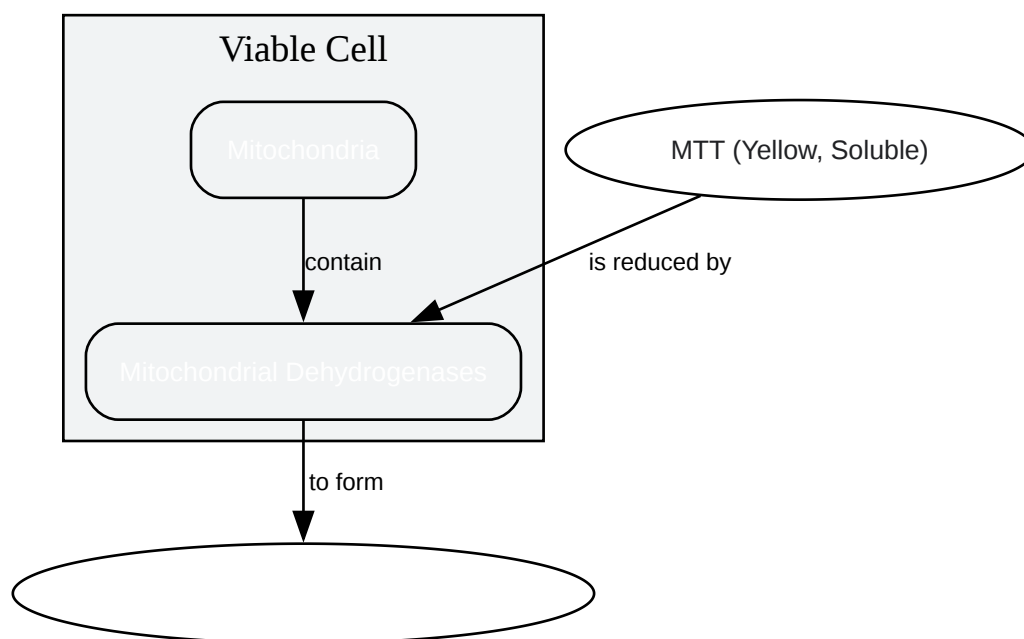 Viable Cell
Mitochondria
MTT (Yellow, Soluble)
contain
is reduced by
Mitochondrial Dehydrogenases
to form